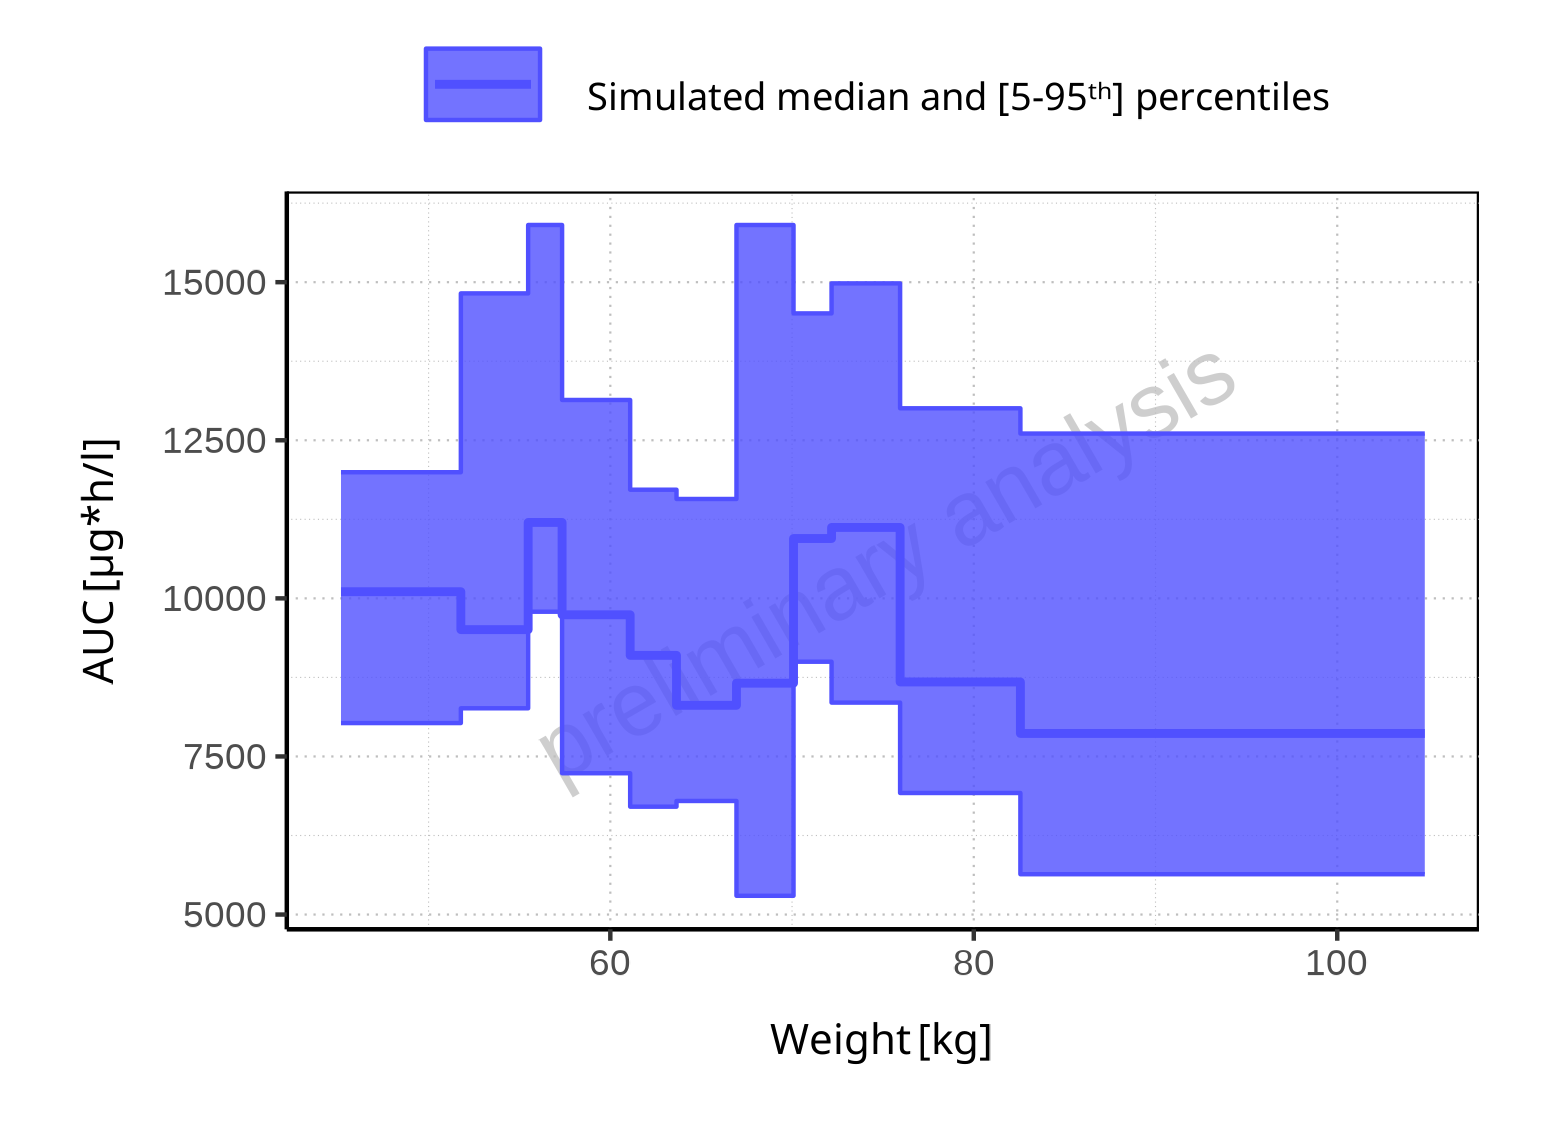 Simulated median and [5-95ᵗʰ] percentiles
AUC [µg*h/l]
15000
12500
10000
7500
5000
preliminary analysis
60 80 100
Weight [kg]